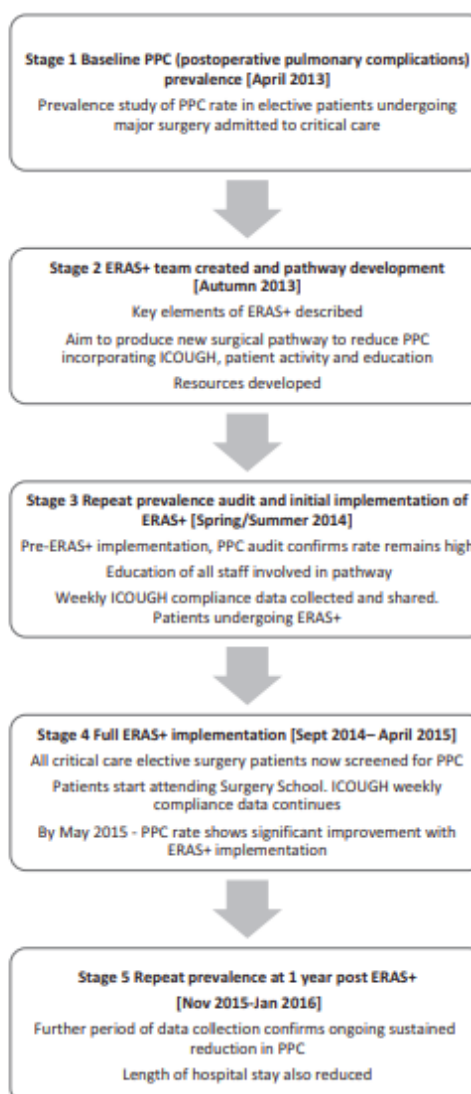 Stage 1 Baseline PPC (postoperative pulmonary complications)
prevalence [April 2013]
Prevalence study of PPC rate in elective patients undergoing
major surgery admitted to critical care
Stage 2 ERAS+ team created and pathway development
[Autumn 2013]
Key elements of ERAS+ described
Aim to produce new surgical pathway to reduce PPC
incorporating ICOUGH, patient activity and education
Resources developed
Stage 3 Repeat prevalence audit and initial implementation of
ERAS+ [Spring/Summer 2014]
Pre-ERAS+ implementation, PPC audit confirms rate remains high
Education of all staff involved in pathway
Weekly ICOUGH compliance data collected and shared.
Patients undergoing ERAS+
Stage 4 Full ERAS+ implementation [Sept 2014– April 2015]
All critical care elective surgery patients now screened for PPC
Patients start attending Surgery School. ICOUGH weekly
compliance data continues
By May 2015 - PPC rate shows significant improvement with
ERAS+ implementation
Stage 5 Repeat prevalence at 1 year post ERAS+
[Nov 2015-Jan 2016]
Further period of data collection confirms ongoing sustained
reduction in PPC
Length of hospital stay also reduced